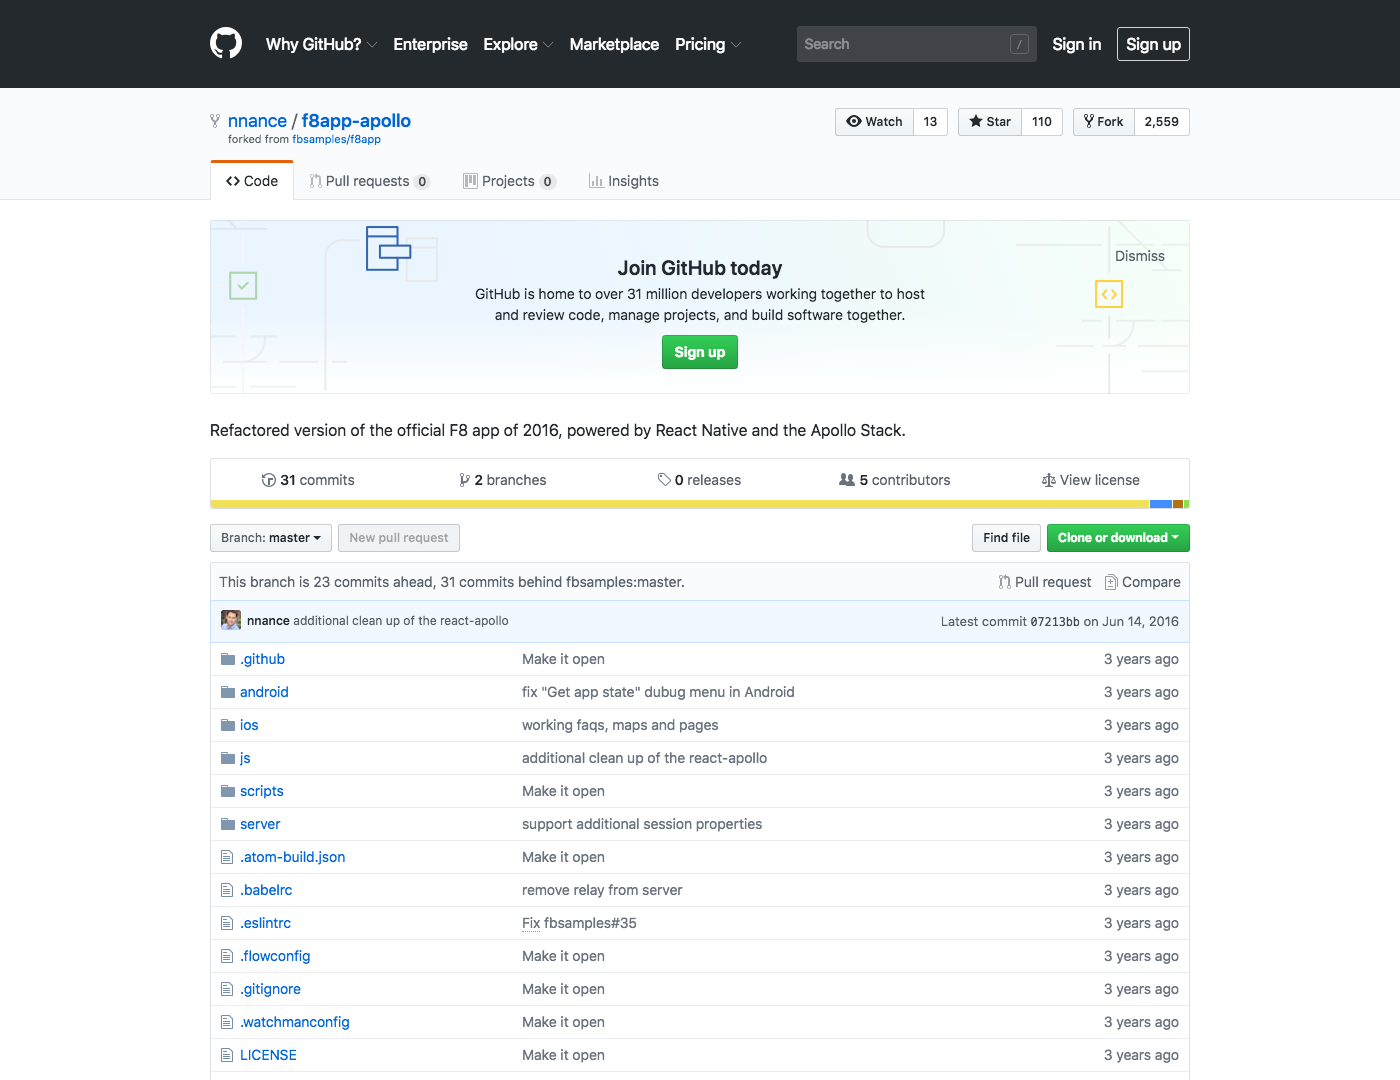 Why GitHub? Enterprise Explore Marketplace Pricing Search / Sign in Sign up
nnance / f8app-apollo
forked from fbsamples/f8app
Watch 13 Star 110 Fork 2,559
Code Pull requests 0 Projects 0 Insights
Dismiss
Join GitHub today
GitHub is home to over 31 million developers working together to host
and review code, manage projects, and build software together.
Sign up
Refactored version of the official F8 app of 2016, powered by React Native and the Apollo Stack.
31 commits 2 branches 0 releases 5 contributors View license
Branch: master New pull request Find file Clone or download
This branch is 23 commits ahead, 31 commits behind fbsamples:master. Pull request Compare
nnance additional clean up of the react-apollo Latest commit 07213bb on Jun 14, 2016
.github Make it open 3 years ago
android fix "Get app state" dubug menu in Android 3 years ago
ios working faqs, maps and pages 3 years ago
js additional clean up of the react-apollo 3 years ago
scripts Make it open 3 years ago
server support additional session properties 3 years ago
.atom-build.json Make it open 3 years ago
.babelrc remove relay from server 3 years ago
.eslintrc Fix fbsamples#35 3 years ago
.flowconfig Make it open 3 years ago
.gitignore Make it open 3 years ago
.watchmanconfig Make it open 3 years ago
LICENSE Make it open 3 years ago